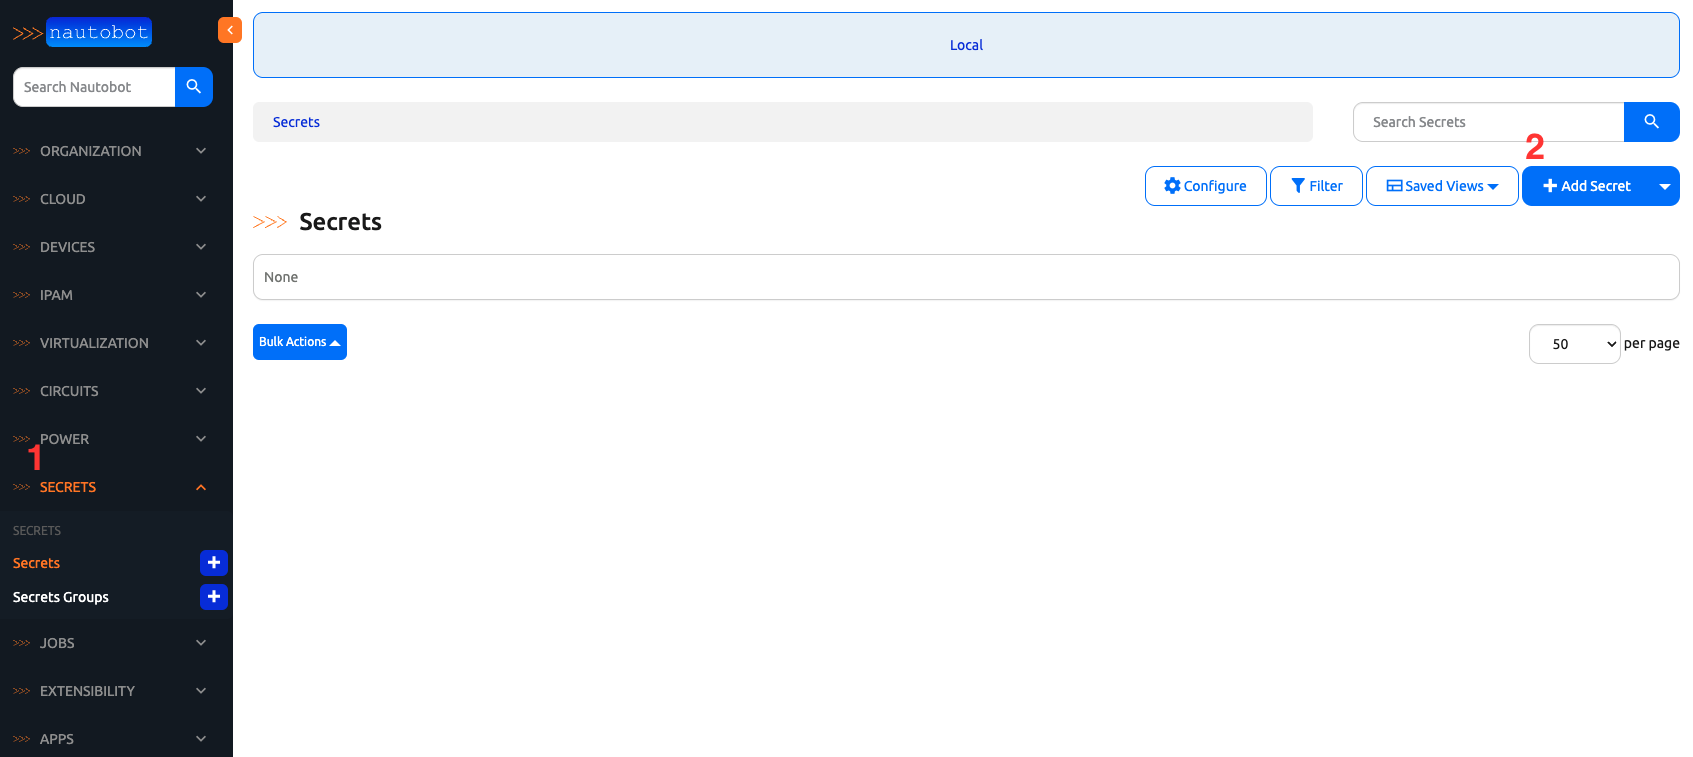 >>> nautobot
Search Nautobot
>>> ORGANIZATION
>>> CLOUD
>>> DEVICES
>>> IPAM
>>> VIRTUALIZATION
>>> CIRCUITS
>>> POWER
1
>>> SECRETS
SECRETS
Secrets
Secrets Groups
>>> JOBS
>>> EXTENSIBILITY
>>> APPS
Local
Secrets
Search Secrets
2
Configure Filter Saved Views Add Secret
>>> Secrets
None
Bulk Actions
50 per page